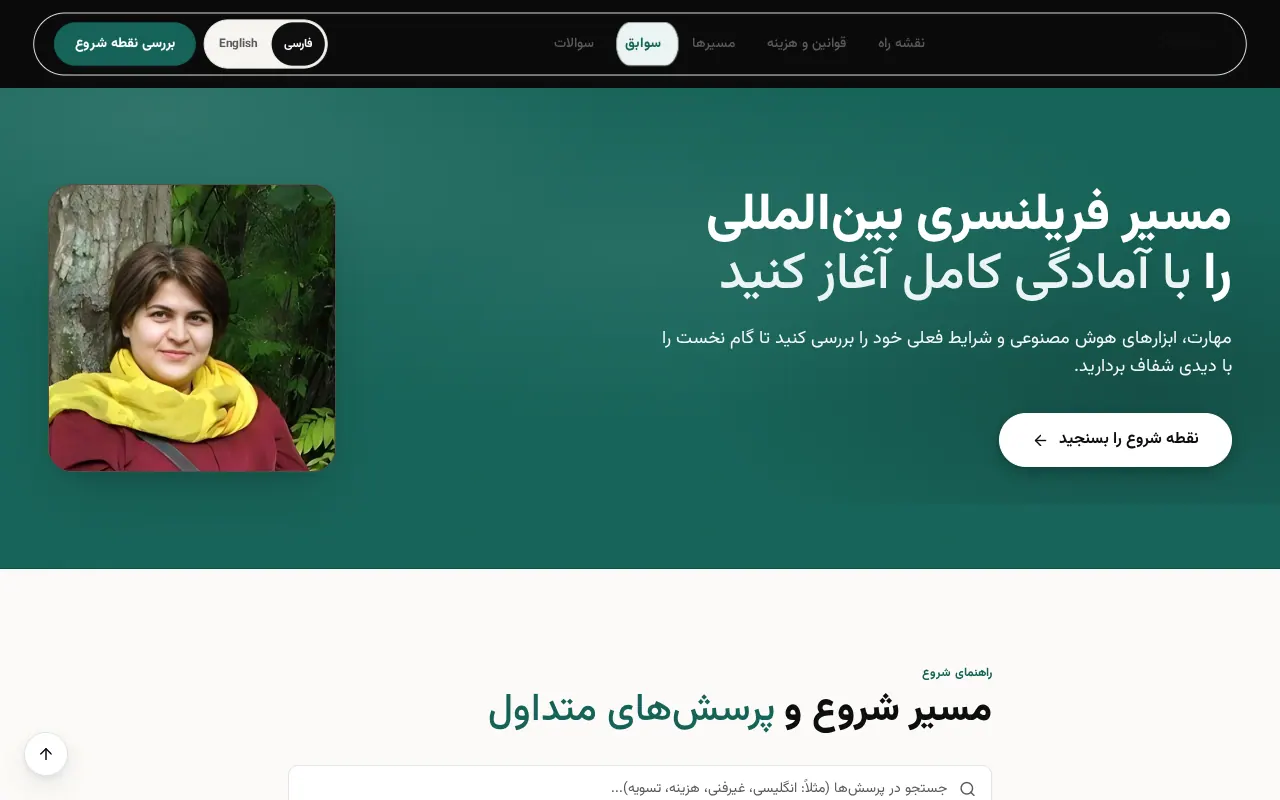 نقشه راه
قوانین و هزینه
مسیرها
سوابق
سوالات
فارسی
English
بررسی نقطه شروع
مسیر فریلنسری بین‌المللی
را با آمادگی کامل آغاز کنید
مهارت، ابزارهای هوش مصنوعی و شرایط فعلی خود را بررسی کنید تا گام نخست را
با دیدی شفاف بردارید.
نقطه شروع را بسنجید
راهنمای شروع
مسیر شروع و پرسش‌های متداول
جستجو در پرسش‌ها (مثلاً: انگلیسی، غیرفنی، هزینه، تسویه)...